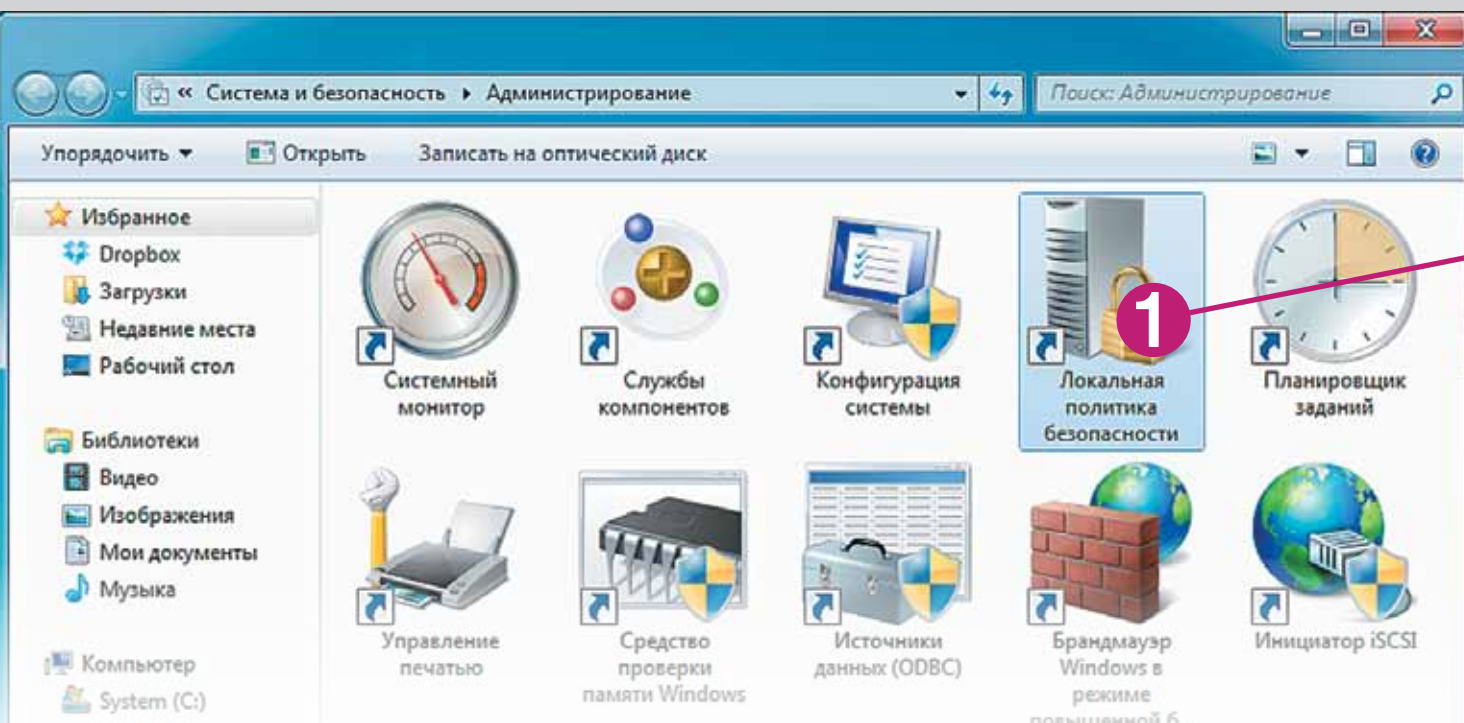 « Система и безопасность ▸ Администрирование
Поиск: Администрирование
Упорядочить
Открыть
Записать на оптический диск
Избранное
Dropbox
Загрузки
Недавние места
Рабочий стол
Библиотеки
Видео
Изображения
Мои документы
Музыка
Компьютер
System (C:)
Системный
монитор
Службы
компонентов
Конфигурация
системы
1
Локальная
политика
безопасности
Планировщик
заданий
Управление
печатью
Средство
проверки
памяти Windows
Источники
данных (ODBC)
Брандмауэр
Windows в
режиме
повышенной б...
Инициатор iSCSI